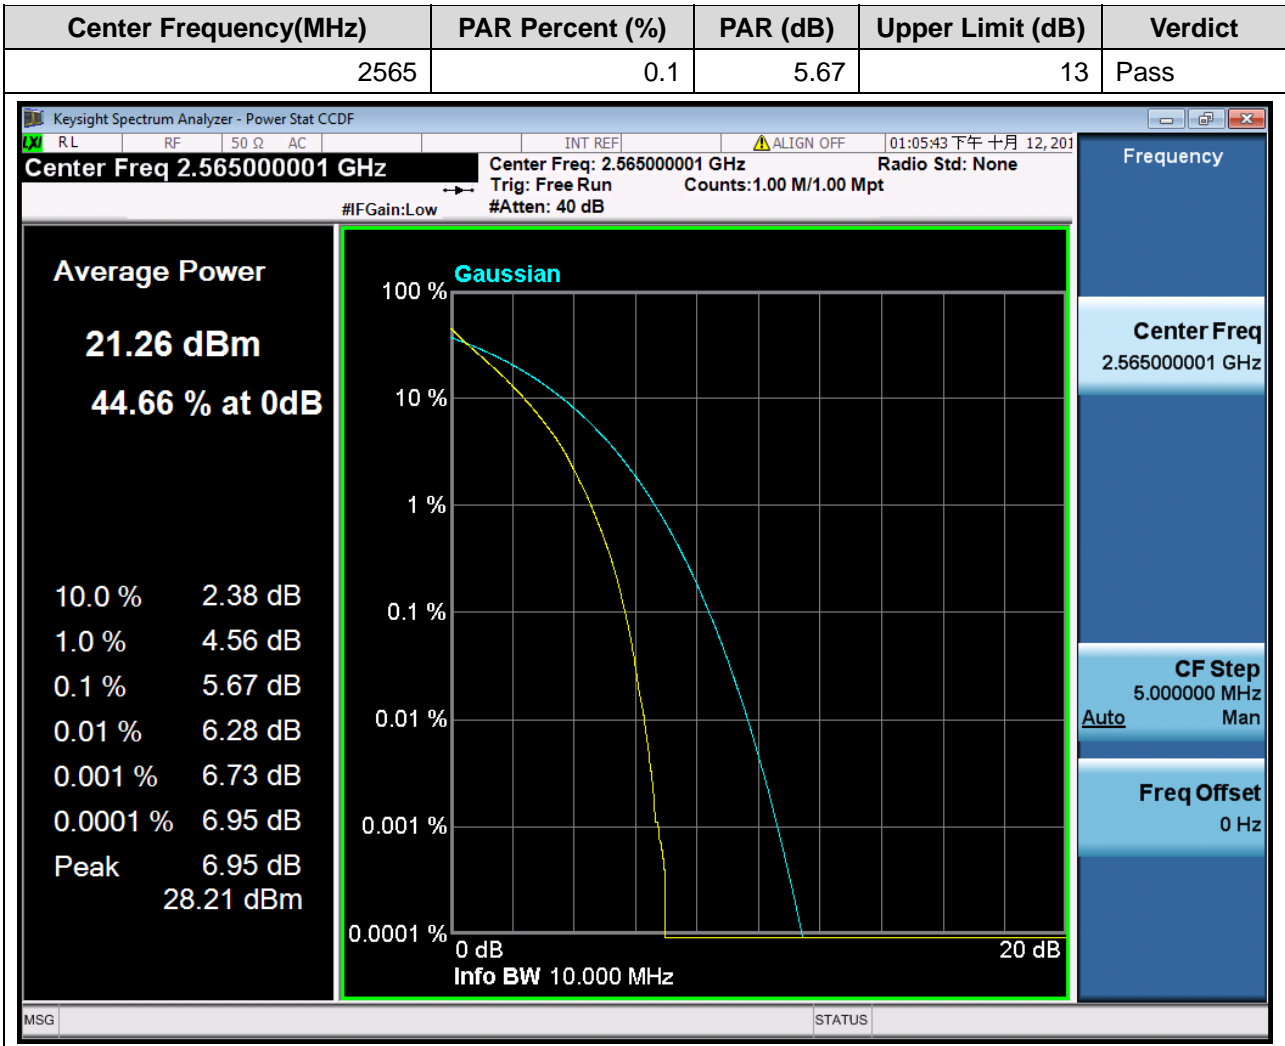 Center Frequency(MHz) PAR Percent (%) PAR (dB) Upper Limit (dB) Verdict
2565 0.1 5.67 13 Pass
Keysight Spectrum Analyzer - Power Stat CCDF
LXI RL RF 50 Ω AC INT REF ALIGN OFF 01:05:43 下午 十月 12, 201
Center Freq 2.565000001 GHz
Center Freq: 2.565000001 GHz Radio Std: None
Trig: Free Run Counts:1.00 M/1.00 Mpt
#IFGain:Low #Atten: 40 dB
Average Power
21.26 dBm
44.66 % at 0dB
10.0 % 2.38 dB
1.0 % 4.56 dB
0.1 % 5.67 dB
0.01 % 6.28 dB
0.001 % 6.73 dB
0.0001 % 6.95 dB
Peak 6.95 dB
28.21 dBm
Gaussian
100 %
10 %
1 %
0.1 %
0.01 %
0.001 %
0.0001 %
0 dB 20 dB
Info BW 10.000 MHz
Frequency
Center Freq
2.565000001 GHz
CF Step
5.000000 MHz
Auto Man
Freq Offset
0 Hz
MSG STATUS